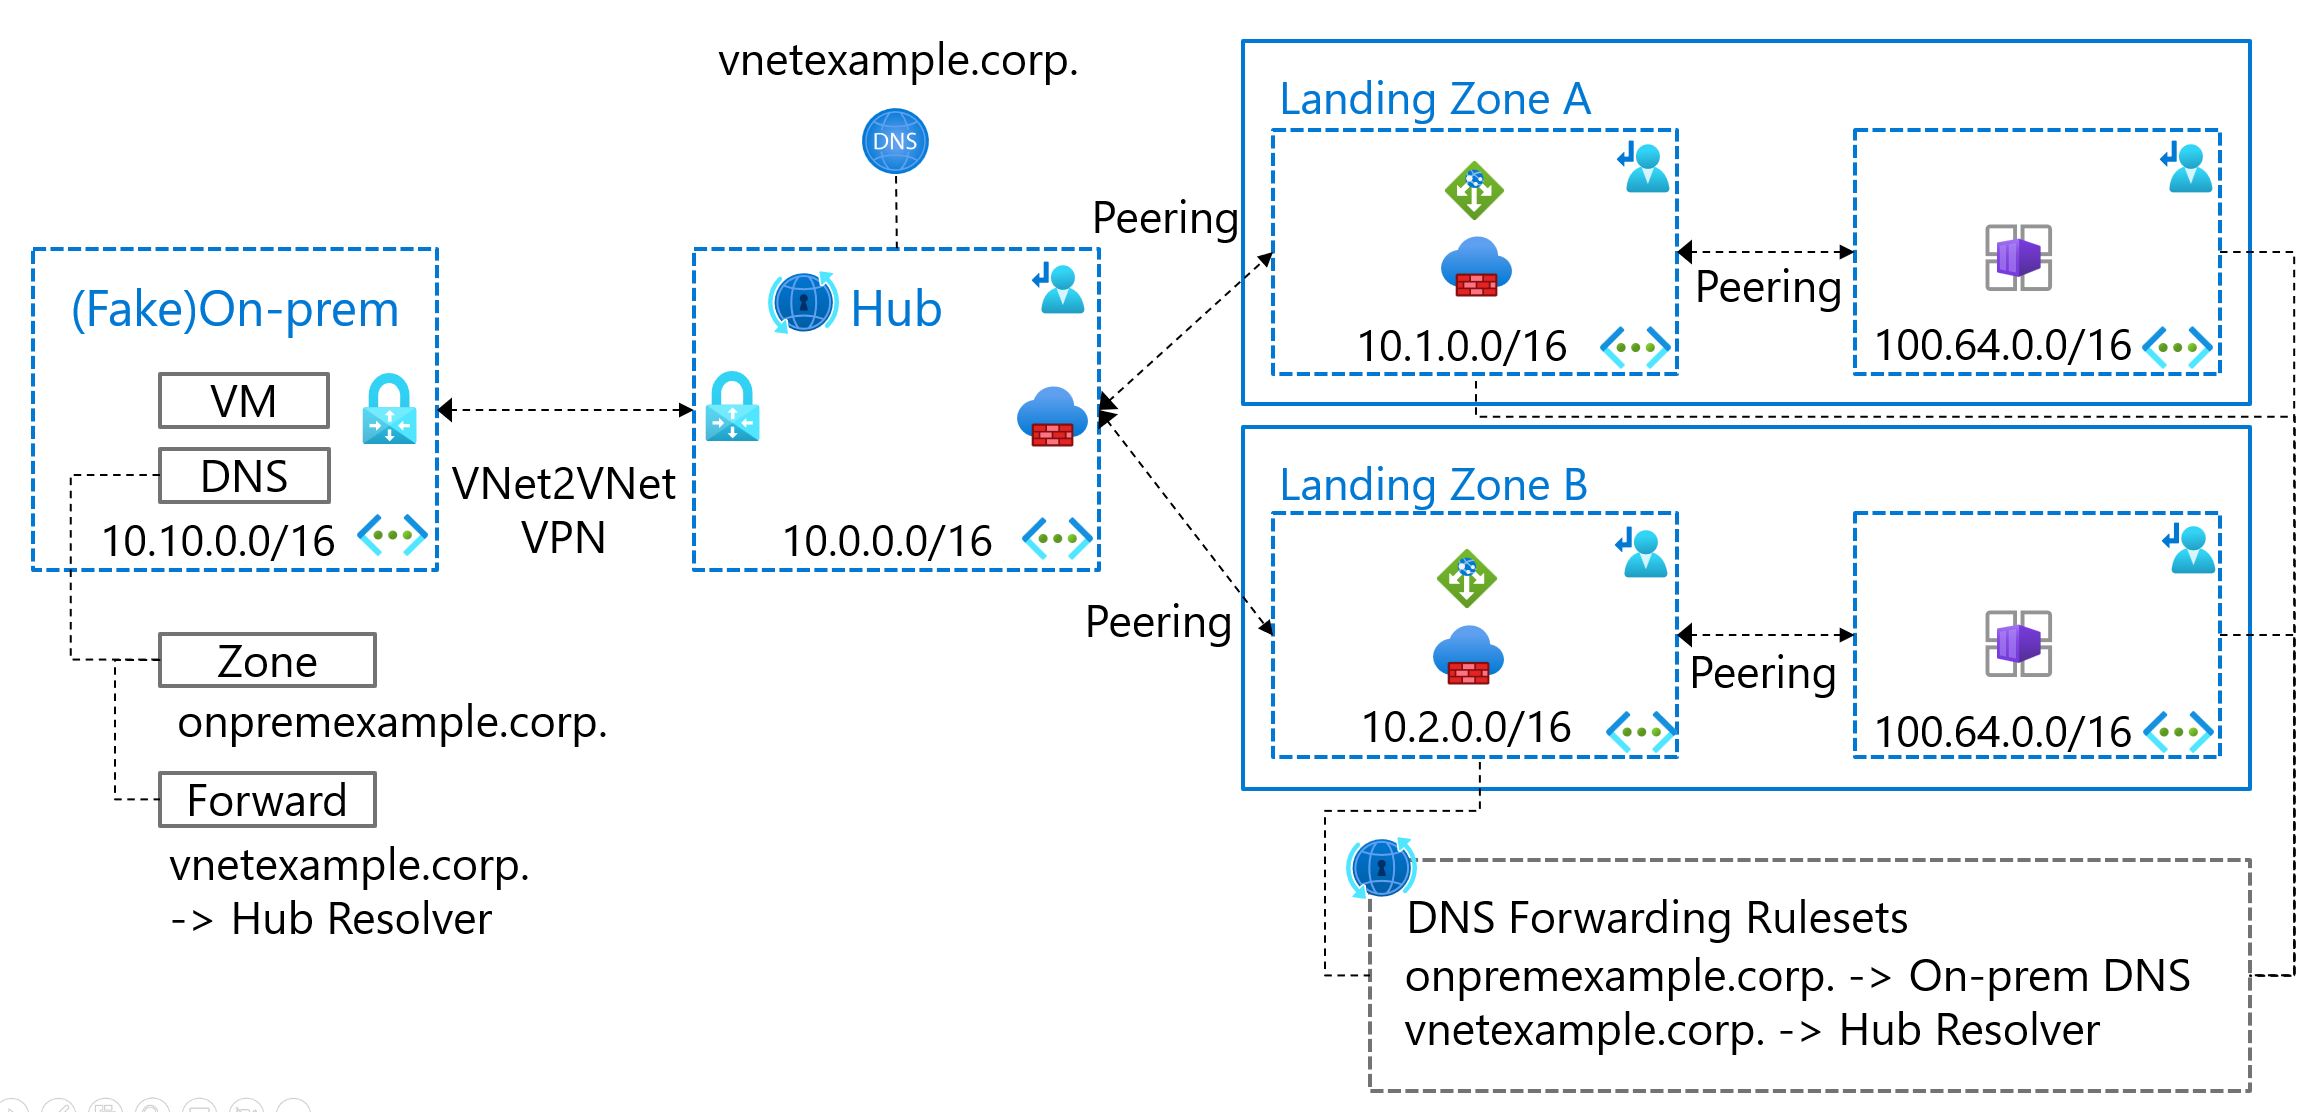 vnetexample.corp.
DNS
(Fake)On-prem
VM
DNS
10.10.0.0/16
Zone
onpremexample.corp.
Forward
vnetexample.corp.
-> Hub Resolver
VNet2VNet
VPN
Hub
10.0.0.0/16
Peering
Peering
Landing Zone A
10.1.0.0/16
Peering
100.64.0.0/16
Landing Zone B
10.2.0.0/16
Peering
100.64.0.0/16
DNS Forwarding Rulesets
onpremexample.corp. -> On-prem DNS
vnetexample.corp. -> Hub Resolver